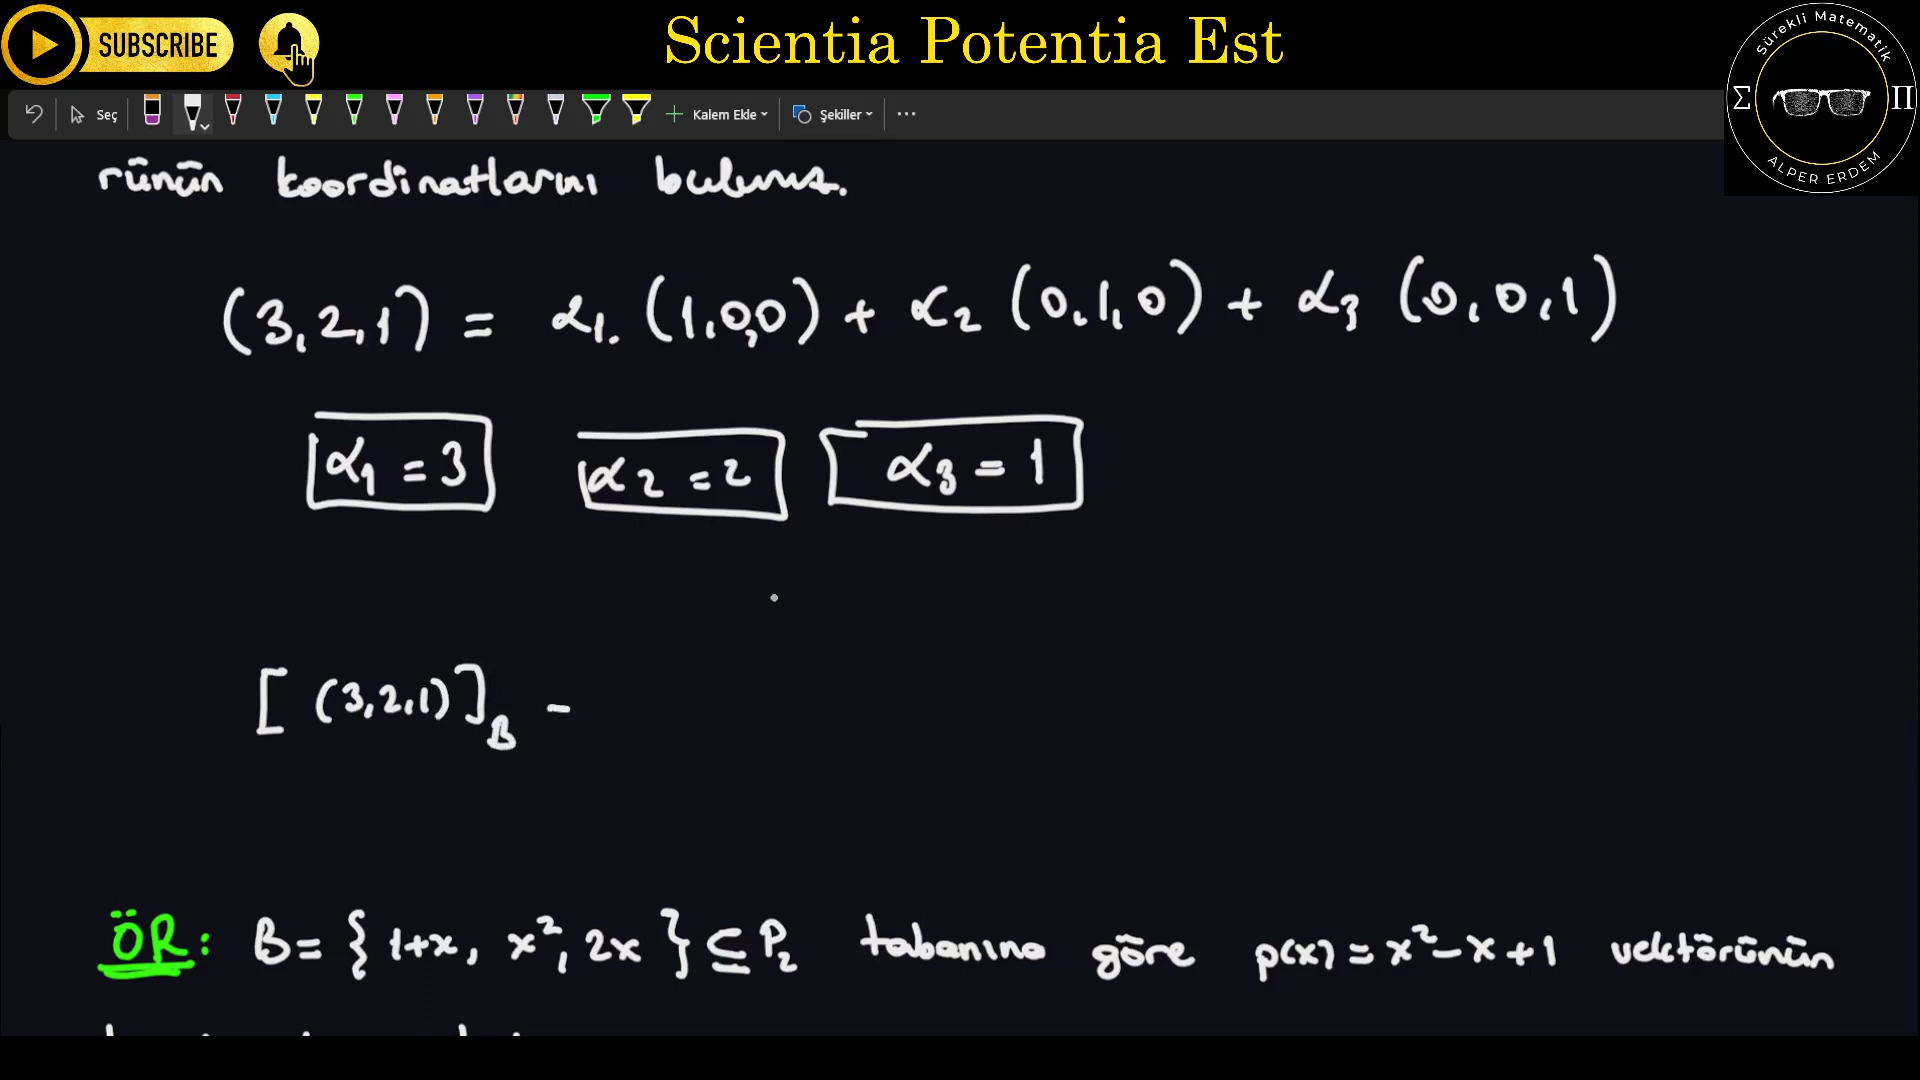 SUBSCRIBE
Scientia Potentia Est
Sürekli Matematik
Σ Π
ALPER ERDEM
Seç
Kalem Ekle
Şekiller
rünün koordinatlarını bulunuz.
(3,2,1) = α₁. (1,0,0) + α₂ (0,1,0) + α₃ (0,0,1)
α₁ = 3 α₂ = 2 α₃ = 1
[ (3,2,1) ]_B -
ÖR: B = { 1+x, x², 2x } ⊆ P₂ tabanına göre p(x) = x² - x + 1 vektörünün